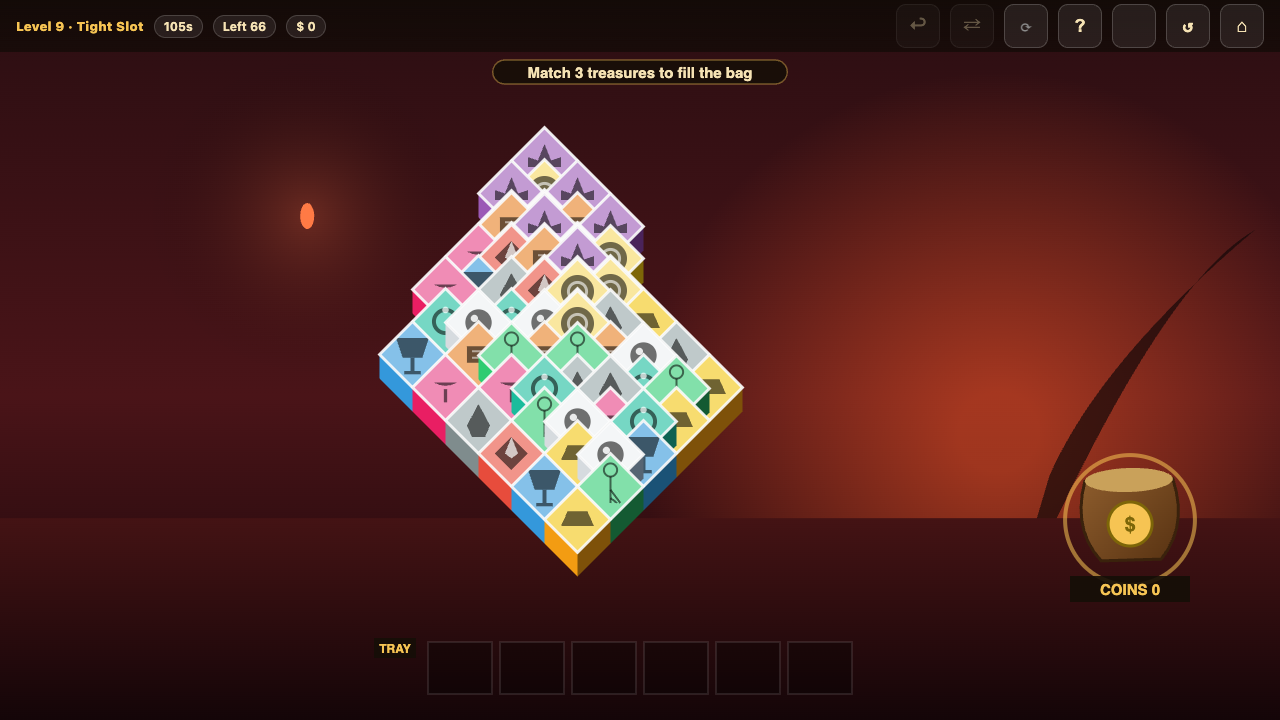 Level 9 · Tight Slot 105s Left 66 $ 0 ?
Match 3 treasures to fill the bag
$
COINS 0
TRAY